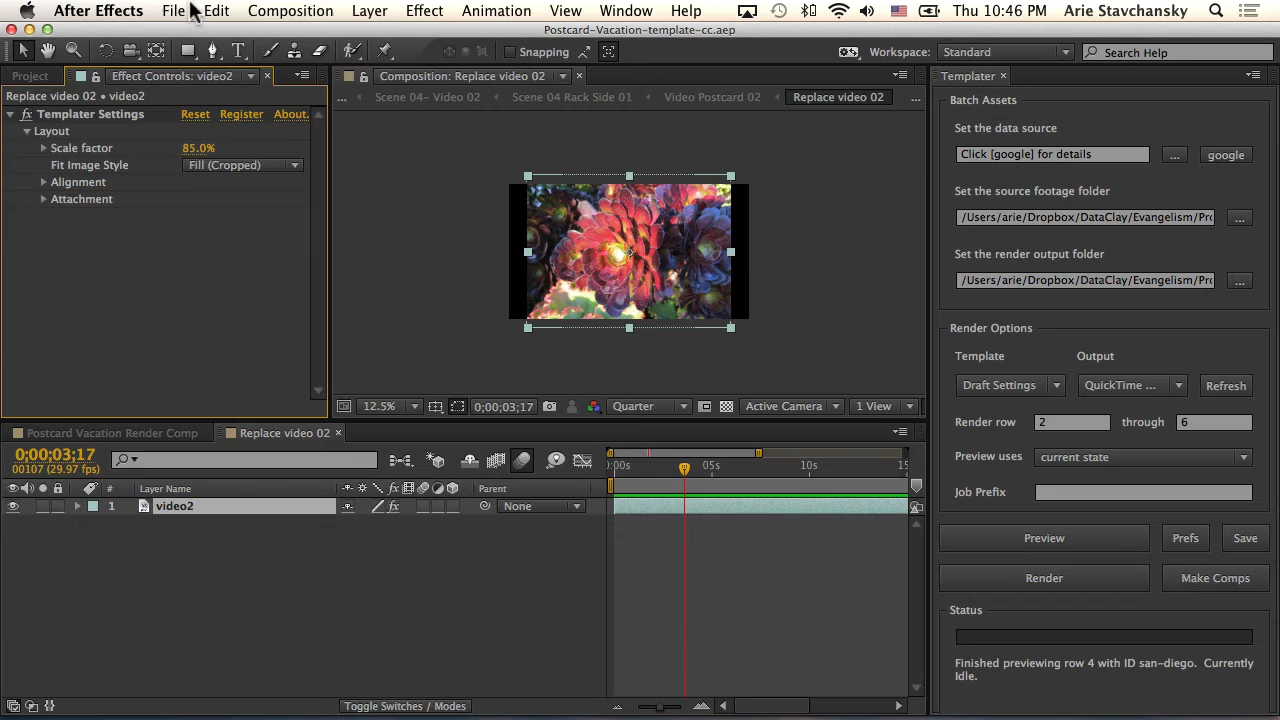 After Effects File Edit Composition Layer Effect Animation View Window Help Thu 10:46 PM Arie Stavchansky
Postcard-Vacation-template-cc.aep
Snapping Workspace: Standard Search Help
Project Effect Controls: video2 Composition: Replace video 02 Templater
Replace video 02 • video2
... Scene 04- Video 02 Scene 04 Rack Side 01 Video Postcard 02 Replace video 02 ...
fx Templater Settings Reset Register About.
Layout
Scale factor 85.0%
Fit Image Style Fill (Cropped)
Alignment
Attachment
12.5% 0;00;03;17 Quarter Active Camera 1 View
Batch Assets
Set the data source
Click [google] for details ... google
Set the source footage folder
/Users/arie/Dropbox/DataClay/Evangelism/Pro ...
Set the render output folder
/Users/arie/Dropbox/DataClay/Evangelism/Pro ...
Render Options
Template Output
Draft Settings QuickTime ... Refresh
Render row 2 through 6
Preview uses current state
Job Prefix
Preview Prefs Save
Render Make Comps
Status
Finished previewing row 4 with ID san-diego. Currently
Idle.
Postcard Vacation Render Comp Replace video 02
0;00;03;17
00107 (29.97 fps)
:00s 05s 10s 15
# Layer Name fx Parent
1 video2 fx None
Toggle Switches / Modes